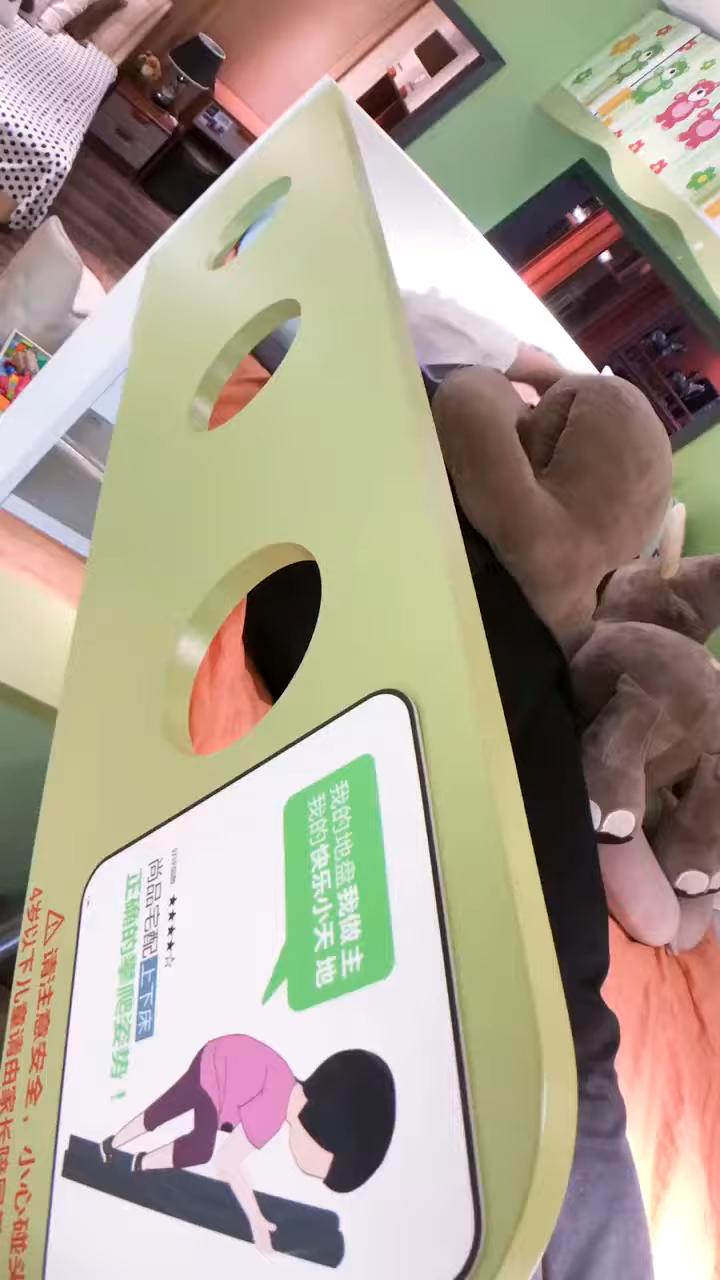 我的地盘我做主
我的快乐小天地
★★★★☆
尚品宅配上下床
正确的攀爬姿势！
请注意安全，小心碰头
4岁以下儿童请由家长陪同